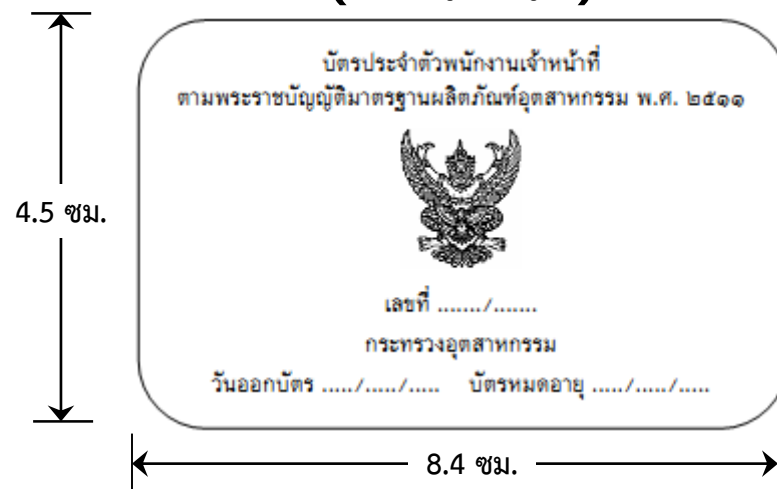 บัตรประจำตัวพนักงานเจ้าหน้าที่
ตามพระราชบัญญัติมาตรฐานผลิตภัณฑ์อุตสาหกรรม พ.ศ. ๒๕๑๑
4.5 ซม.
เลขที่ ......./.......
กระทรวงอุตสาหกรรม
วันออกบัตร ...../...../..... บัตรหมดอายุ ...../...../.....
8.4 ซม.